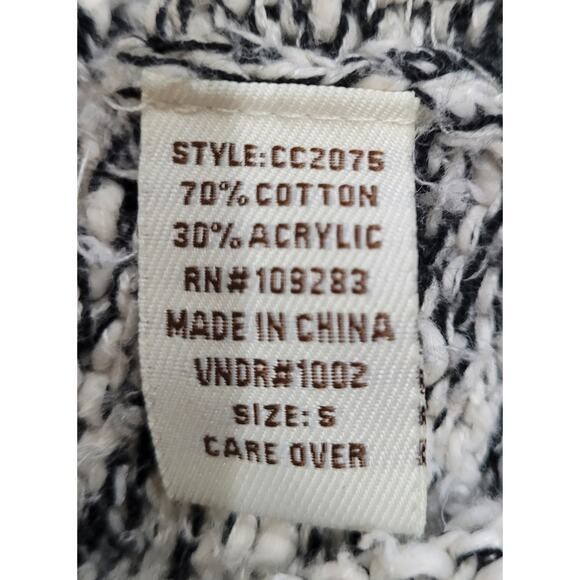 STYLE:CC2075
70% COTTON
30% ACRYLIC
RN#109283
MADE IN CHINA
VNDR#1002
SIZE: S
CARE OVER